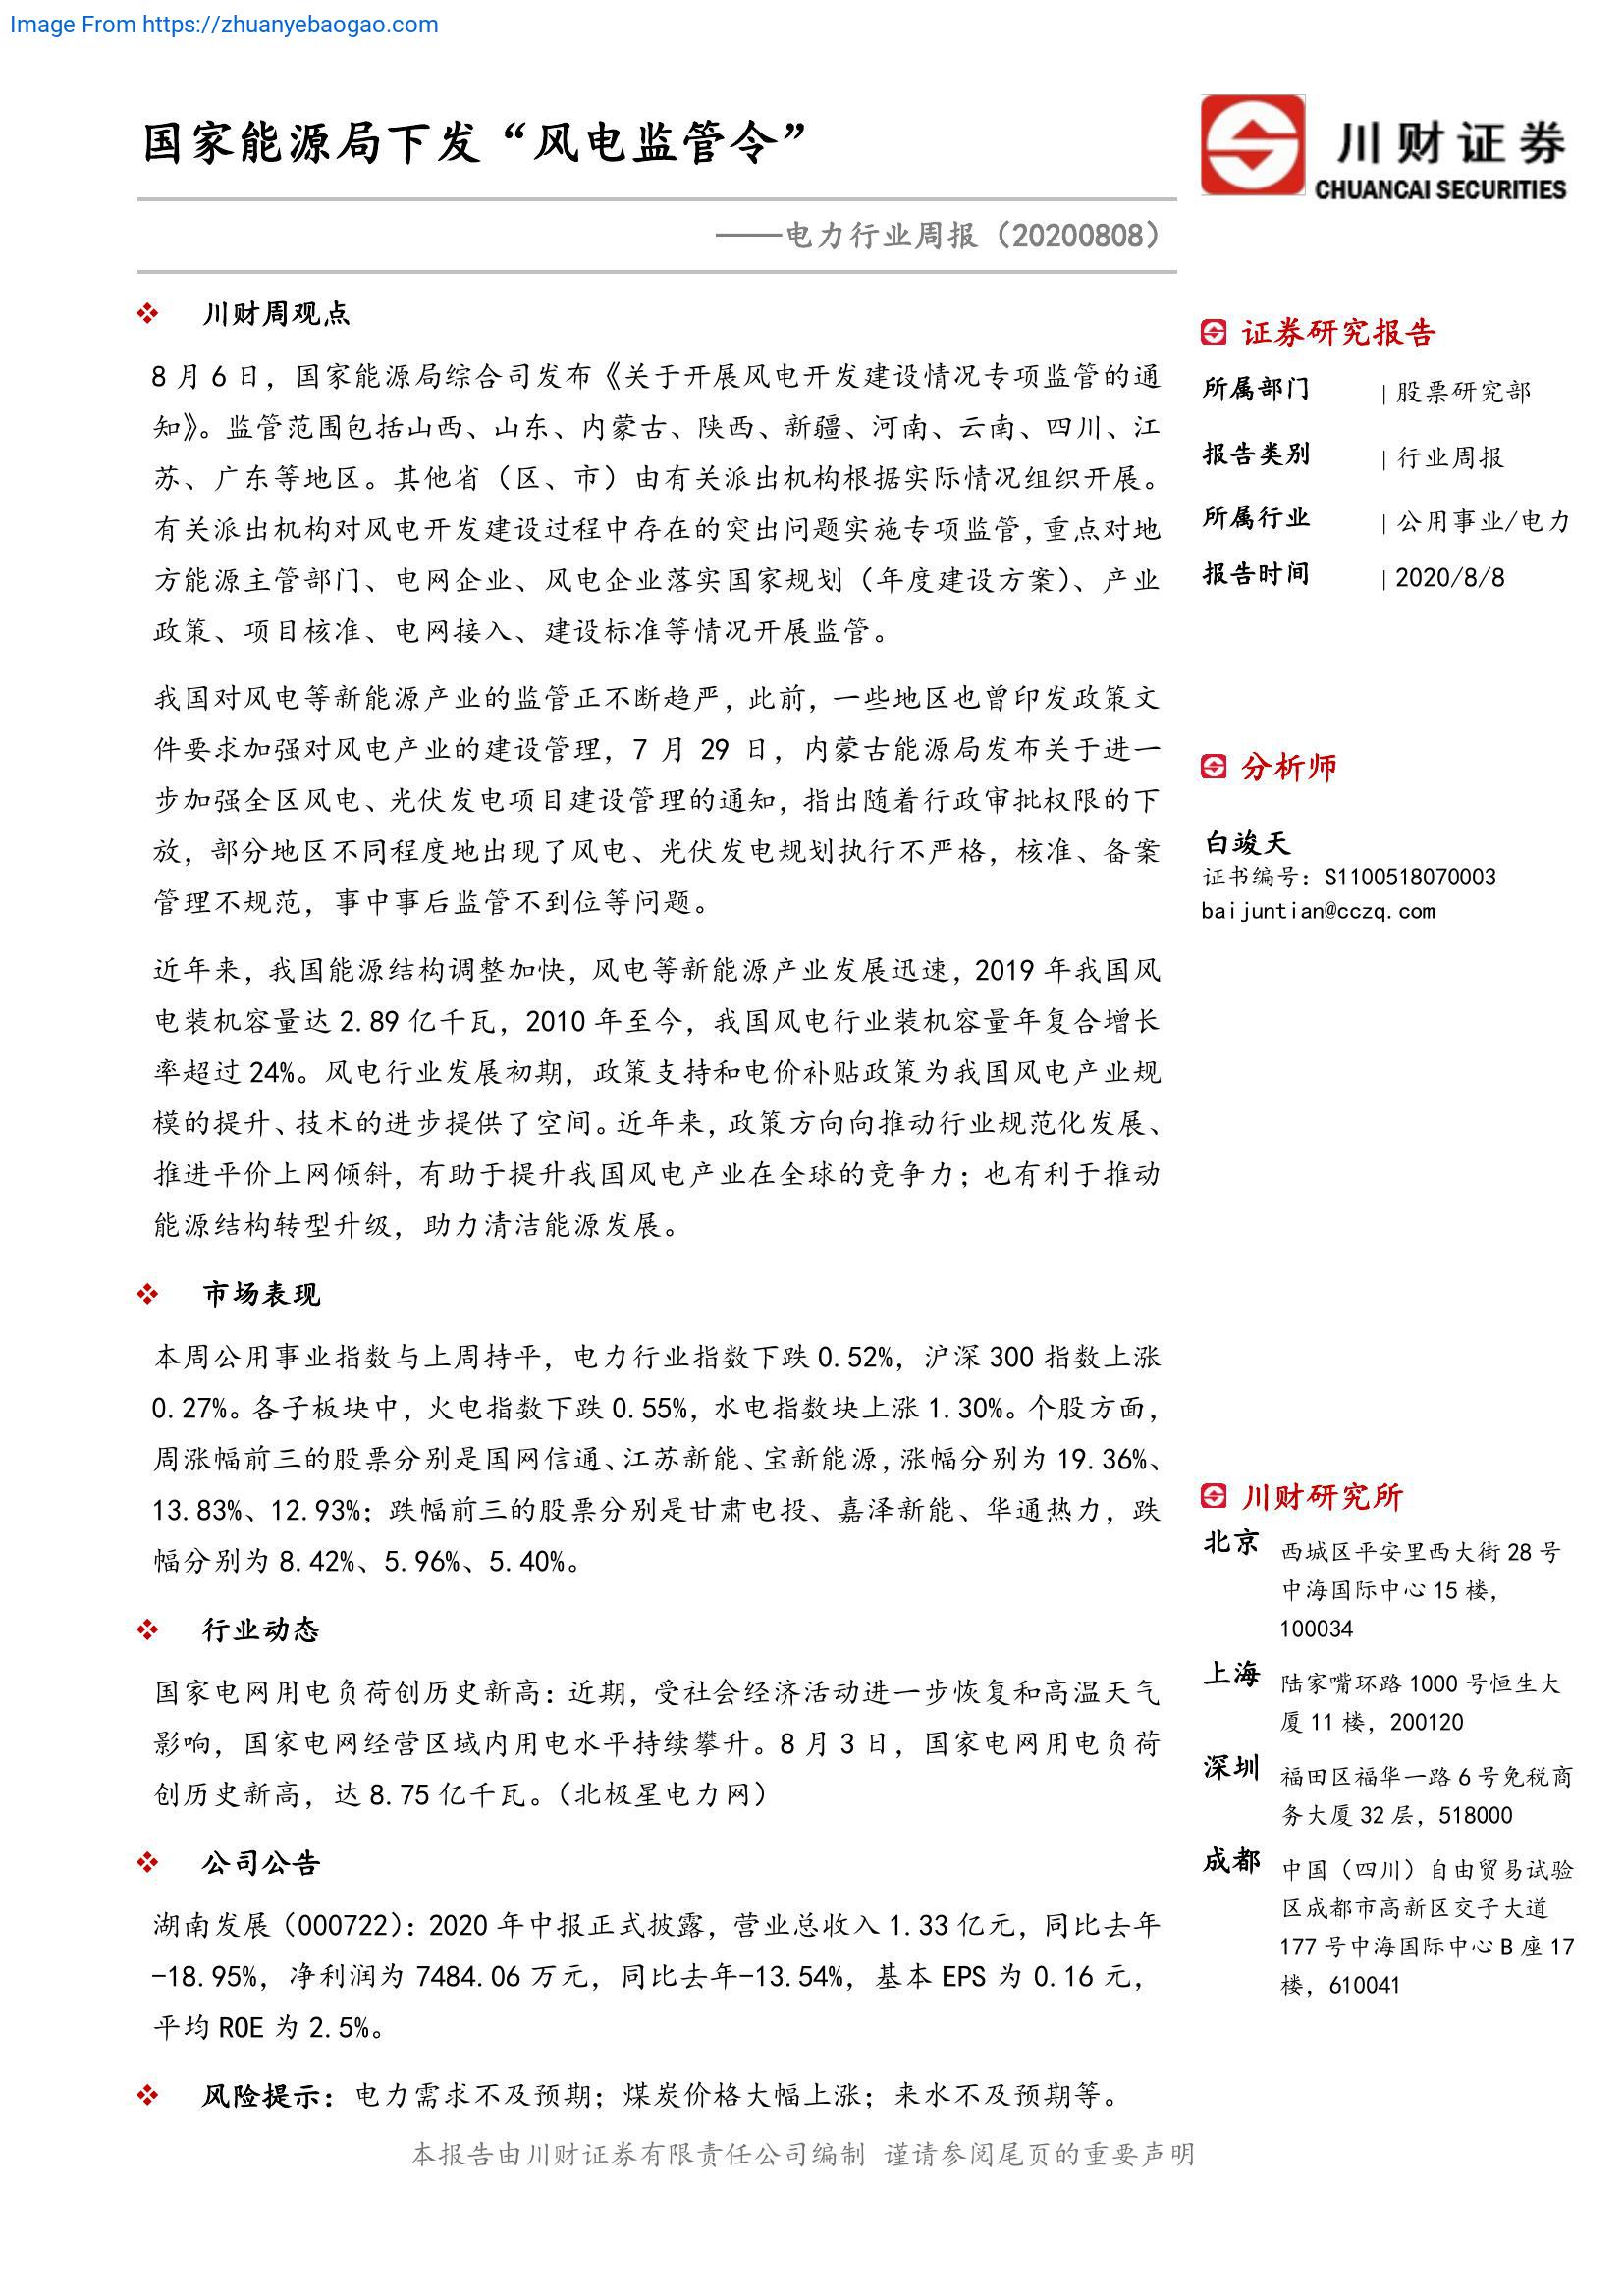 Image From https://zhuanyebaogao.com
国家能源局下发“风电监管令”
川财证券
CHUANCAI SECURITIES
——电力行业周报（20200808）
川财周观点
8 月 6 日，国家能源局综合司发布《关于开展风电开发建设情况专项监管的通
知》。监管范围包括山西、山东、内蒙古、陕西、新疆、河南、云南、四川、江
苏、广东等地区。其他省（区、市）由有关派出机构根据实际情况组织开展。
有关派出机构对风电开发建设过程中存在的突出问题实施专项监管，重点对地
方能源主管部门、电网企业、风电企业落实国家规划（年度建设方案）、产业
政策、项目核准、电网接入、建设标准等情况开展监管。
我国对风电等新能源产业的监管正不断趋严，此前，一些地区也曾印发政策文
件要求加强对风电产业的建设管理，7 月 29 日，内蒙古能源局发布关于进一
步加强全区风电、光伏发电项目建设管理的通知，指出随着行政审批权限的下
放，部分地区不同程度地出现了风电、光伏发电规划执行不严格，核准、备案
管理不规范，事中事后监管不到位等问题。
近年来，我国能源结构调整加快，风电等新能源产业发展迅速，2019 年我国风
电装机容量达 2.89 亿千瓦，2010 年至今，我国风电行业装机容量年复合增长
率超过 24%。风电行业发展初期，政策支持和电价补贴政策为我国风电产业规
模的提升、技术的进步提供了空间。近年来，政策方向向推动行业规范化发展、
推进平价上网倾斜，有助于提升我国风电产业在全球的竞争力；也有利于推动
能源结构转型升级，助力清洁能源发展。
市场表现
本周公用事业指数与上周持平，电力行业指数下跌 0.52%，沪深 300 指数上涨
0.27%。各子板块中，火电指数下跌 0.55%，水电指数块上涨 1.30%。个股方面，
周涨幅前三的股票分别是国网信通、江苏新能、宝新能源，涨幅分别为 19.36%、
13.83%、12.93%；跌幅前三的股票分别是甘肃电投、嘉泽新能、华通热力，跌
幅分别为 8.42%、5.96%、5.40%。
行业动态
国家电网用电负荷创历史新高：近期，受社会经济活动进一步恢复和高温天气
影响，国家电网经营区域内用电水平持续攀升。8 月 3 日，国家电网用电负荷
创历史新高，达 8.75 亿千瓦。（北极星电力网）
公司公告
湖南发展（000722）：2020 年中报正式披露，营业总收入 1.33 亿元，同比去年
-18.95%，净利润为 7484.06 万元，同比去年-13.54%，基本 EPS 为 0.16 元，
平均 ROE 为 2.5%。
风险提示：电力需求不及预期；煤炭价格大幅上涨；来水不及预期等。
证券研究报告
所属部门 | 股票研究部
报告类别 | 行业周报
所属行业 | 公用事业/电力
报告时间 | 2020/8/8
分析师
白竣天
证书编号：S1100518070003
baijuntian@cczq.com
川财研究所
北京 西城区平安里西大街 28 号
中海国际中心 15 楼，
100034
上海 陆家嘴环路 1000 号恒生大
厦 11 楼，200120
深圳 福田区福华一路 6 号免税商
务大厦 32 层，518000
成都 中国（四川）自由贸易试验
区成都市高新区交子大道
177 号中海国际中心 B 座 17
楼，610041
本报告由川财证券有限责任公司编制 谨请参阅尾页的重要声明